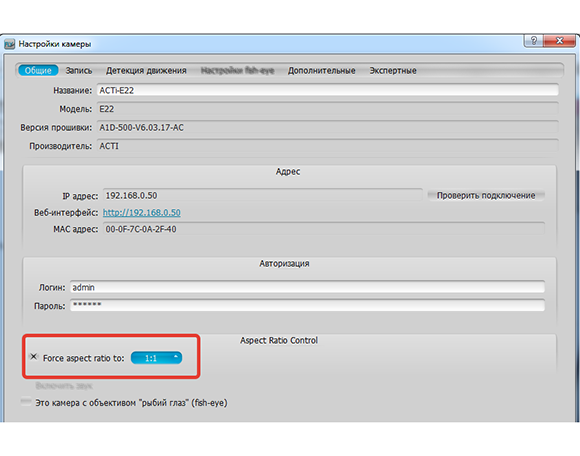 Настройки камеры
Общие Запись Детекция движения Настройки fish-eye Дополнительные Экспертные
Название: ACTi-E22
Модель: E22
Версия прошивки: A1D-500-V6.03.17-AC
Производитель: ACTI
Адрес
IP адрес: 192.168.0.50 Проверить подключение
Веб-интерфейс: http://192.168.0.50
MAC адрес: 00-0F-7C-0A-2F-40
Авторизация
Логин: admin
Пароль: ******
Aspect Ratio Control
Force aspect ratio to: 1:1
Включить звук
Это камера с объективом "рыбий глаз" (fish-eye)